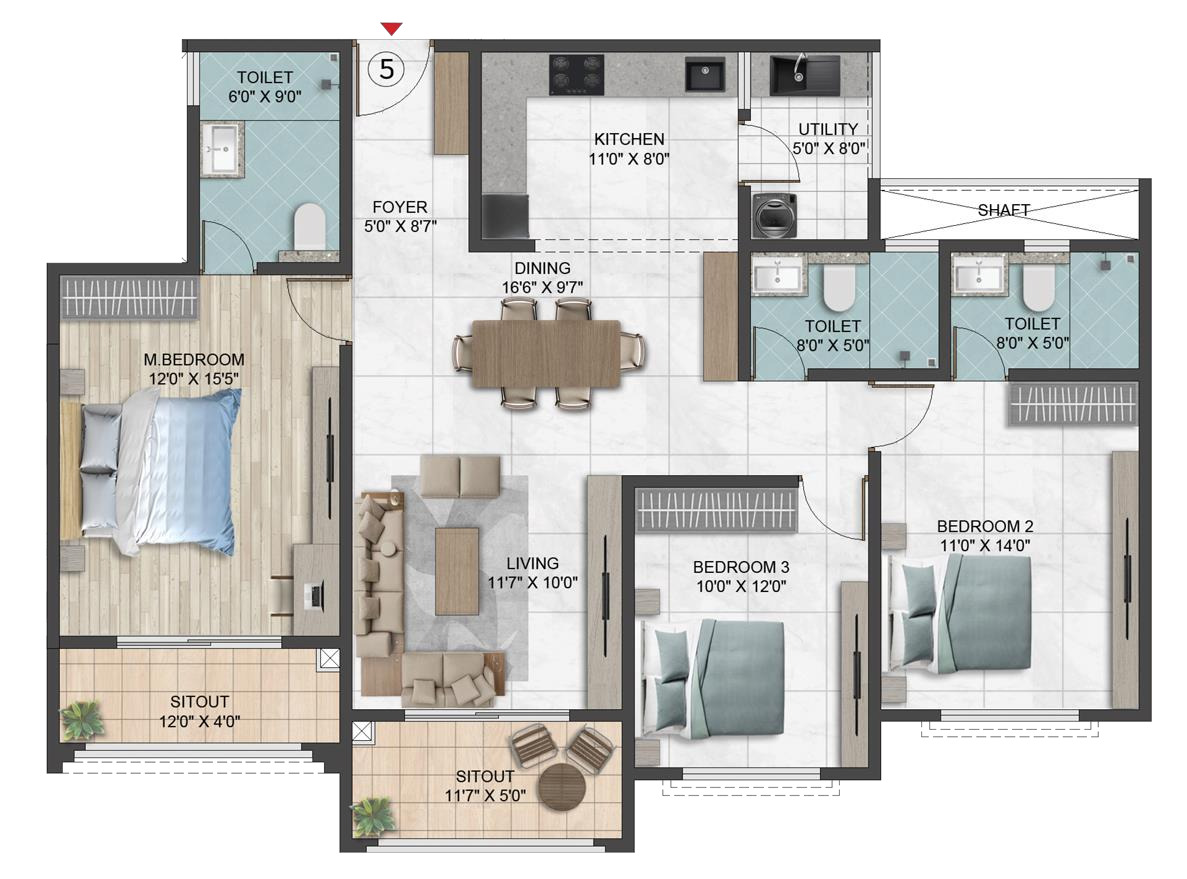 5
TOILET
6'0" X 9'0"
KITCHEN
11'0" X 8'0"
UTILITY
5'0" X 8'0"
FOYER
5'0" X 8'7"
SHAFT
DINING
16'6" X 9'7"
TOILET
8'0" X 5'0"
TOILET
8'0" X 5'0"
M.BEDROOM
12'0" X 15'5"
BEDROOM 2
11'0" X 14'0"
LIVING
11'7" X 10'0"
BEDROOM 3
10'0" X 12'0"
SITOUT
12'0" X 4'0"
SITOUT
11'7" X 5'0"